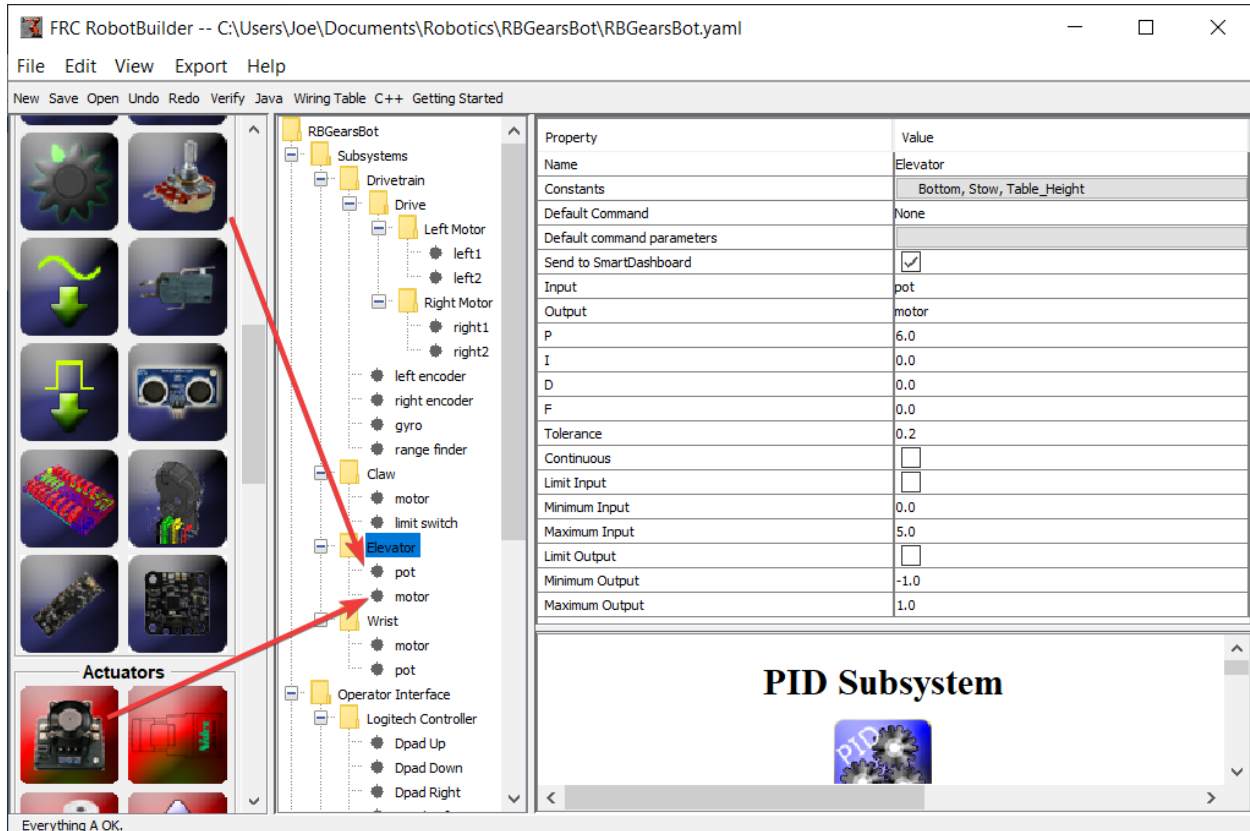 FRC RobotBuilder -- C:\Users\Joe\Documents\Robotics\RBGearsBot\RBGearsBot.yaml
File Edit View Export Help
New Save Open Undo Redo Verify Java Wiring Table C++ Getting Started
Actuators
RBGearsBot
Subsystems
Drivetrain
Drive
Left Motor
left1
left2
Right Motor
right1
right2
left encoder
right encoder
gyro
range finder
Claw
motor
limit switch
Elevator
pot
motor
Wrist
motor
pot
Operator Interface
Logitech Controller
Dpad Up
Dpad Down
Dpad Right
Property Value
Name Elevator
Constants Bottom, Stow, Table_Height
Default Command None
Default command parameters
Send to SmartDashboard
Input pot
Output motor
P 6.0
I 0.0
D 0.0
F 0.0
Tolerance 0.2
Continuous
Limit Input
Minimum Input 0.0
Maximum Input 5.0
Limit Output
Minimum Output -1.0
Maximum Output 1.0
PID Subsystem
PID
Everything A OK.